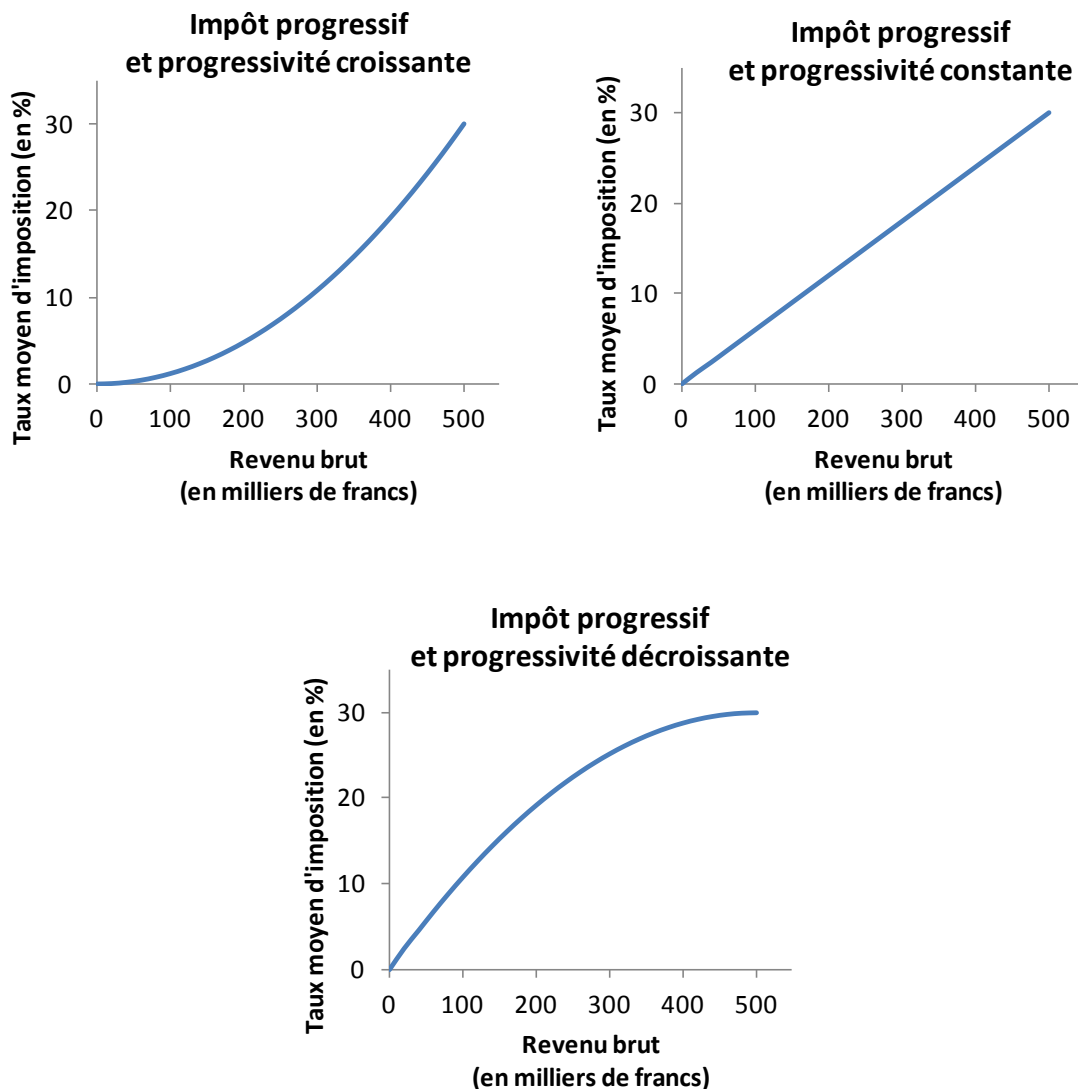 Impôt progressif
et progressivité croissante
Taux moyen d'imposition (en %)
30
20
10
0
0 100 200 300 400 500
Revenu brut
(en milliers de francs)
Impôt progressif
et progressivité constante
Taux moyen d'imposition (en %)
30
20
10
0
0 100 200 300 400 500
Revenu brut
(en milliers de francs)
Impôt progressif
et progressivité décroissante
Taux moyen d'imposition (en %)
30
20
10
0
0 100 200 300 400 500
Revenu brut
(en milliers de francs)